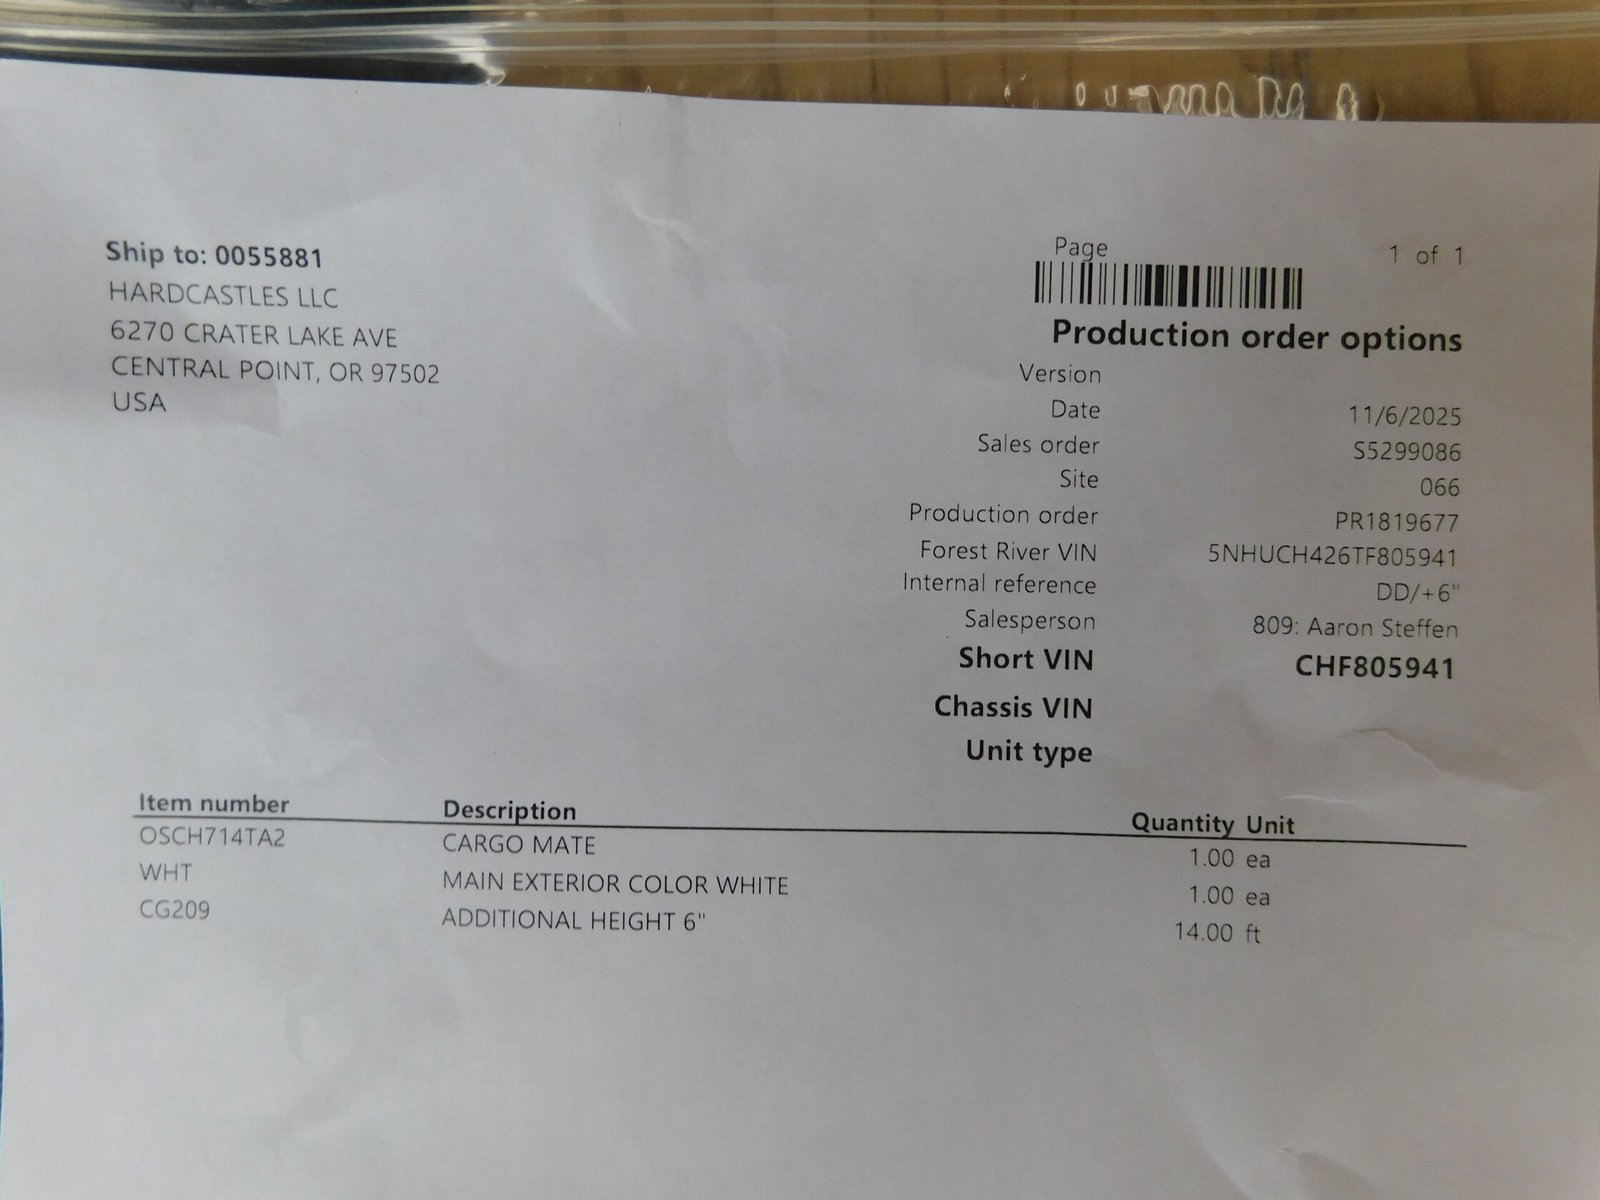 Ship to: 0055881
HARDCASTLES LLC
6270 CRATER LAKE AVE
CENTRAL POINT, OR 97502
USA
Page 1 of 1
Production order options
Version
Date 11/6/2025
Sales order S5299086
Site 066
Production order PR1819677
Forest River VIN 5NHUCH426TF805941
Internal reference DD/+6"
Salesperson 809: Aaron Steffen
Short VIN CHF805941
Chassis VIN
Unit type
Item number Description Quantity Unit
OSCH714TA2 CARGO MATE 1.00 ea
WHT MAIN EXTERIOR COLOR WHITE 1.00 ea
CG209 ADDITIONAL HEIGHT 6" 14.00 ft